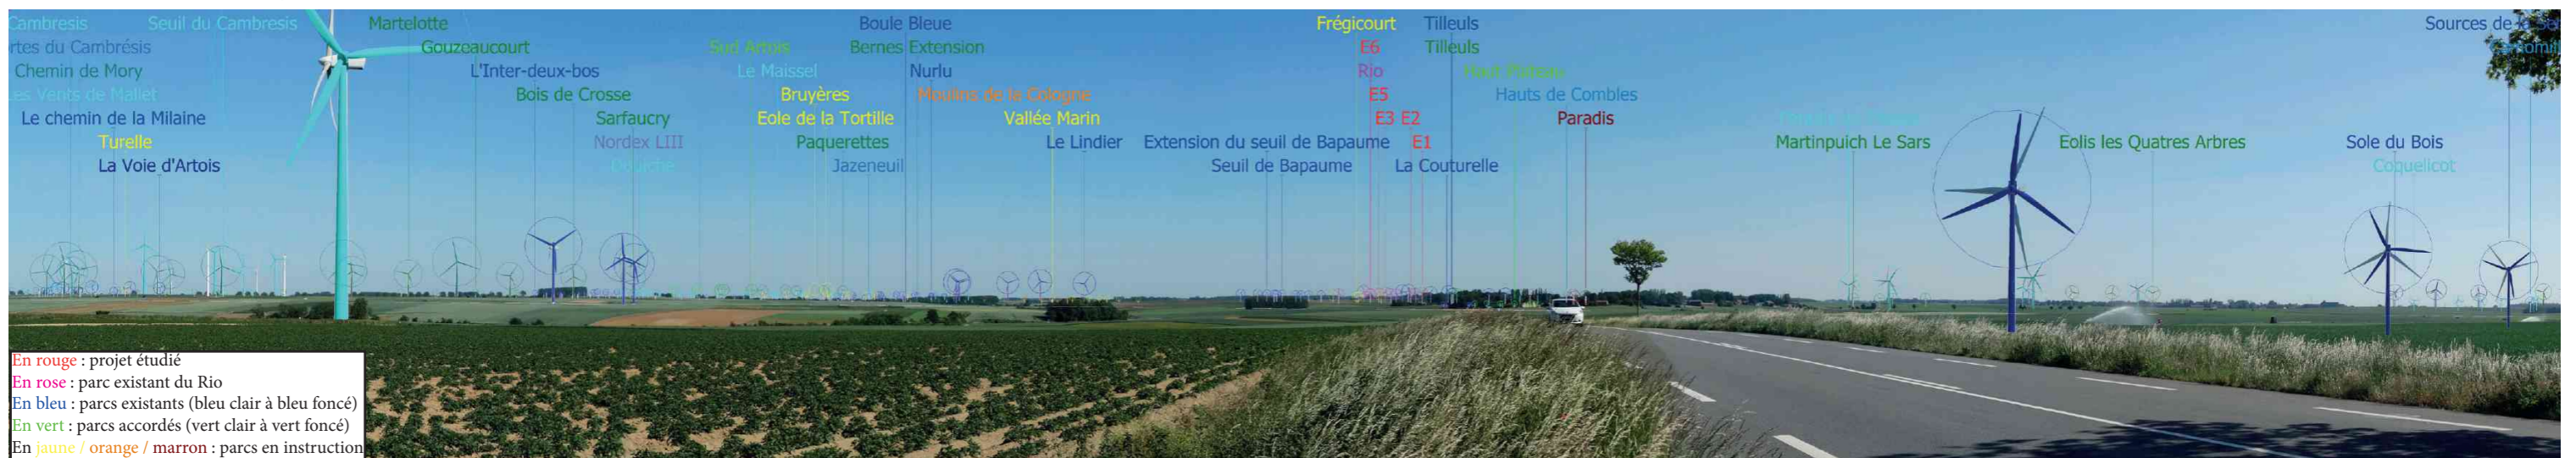 Cambresis Seuil du Cambresis Martelotte Boule Bleue Frégicourt Tilleuls Sources de la
rtes du Cambrésis Gouzeaucourt Sud Artois Bernes Extension E6 Tilleuls
Chemin de Mory L'Inter-deux-bos Le Maissel Nurlu Rio Haut Plateau
Les Vents de Mallet Bois de Crosse Bruyères Moulins de la Cologne E5 Hauts de Combles
Le chemin de la Milaine Sarfaucry Eole de la Tortille Vallée Marin E3 E2 Paradis
Turelle Nordex LIII Paquerettes Le Lindier Extension du seuil de Bapaume E1 Martinpuich Le Sars Eolis les Quatres Arbres Sole du Bois
La Voie d'Artois Jazeneuil Seuil de Bapaume La Couturelle Coquelicot
En rouge : projet étudié
En rose : parc existant du Rio
En bleu : parcs existants (bleu clair à bleu foncé)
En vert : parcs accordés (vert clair à vert foncé)
En jaune / orange / marron : parcs en instruction